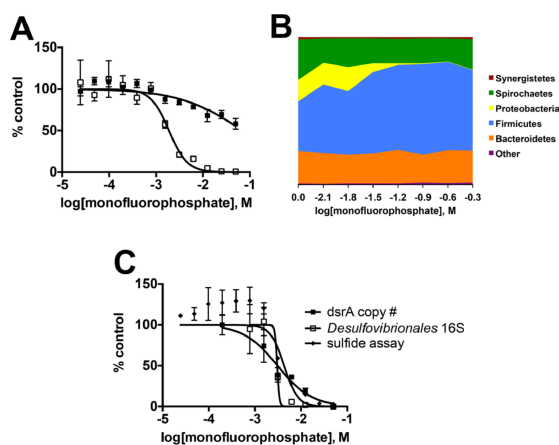 A
150
100
50
0
% control
-5 -4 -3 -2 -1
log[monofluorophosphate], M
B
Synergistetes
Spirochaetes
Proteobacteria
Firmicutes
Bacteroidetes
Other
0.0 -2.1 -1.8 -1.5 -1.2 -0.9 -0.6 -0.3
log[monofluorophosphate], M
C
150
100
50
0
% control
-5 -4 -3 -2 -1
log[monofluorophosphate], M
dsrA copy #
Desulfovibrionales 16S
sulfide assay